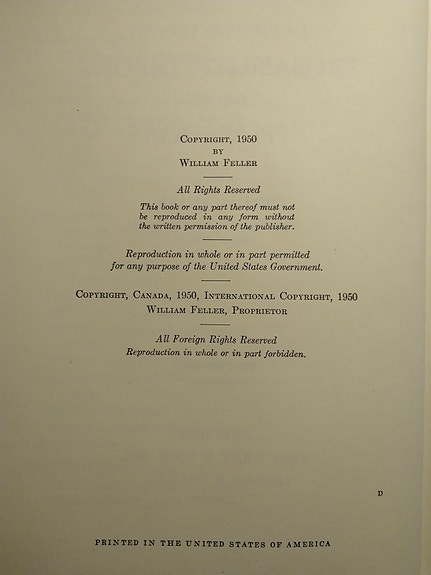 Copyright, 1950
BY
William Feller
All Rights Reserved
This book or any part thereof must not
be reproduced in any form without
the written permission of the publisher.
Reproduction in whole or in part permitted
for any purpose of the United States Government.
Copyright, Canada, 1950, International Copyright, 1950
William Feller, Proprietor
All Foreign Rights Reserved
Reproduction in whole or in part forbidden.
D
PRINTED IN THE UNITED STATES OF AMERICA